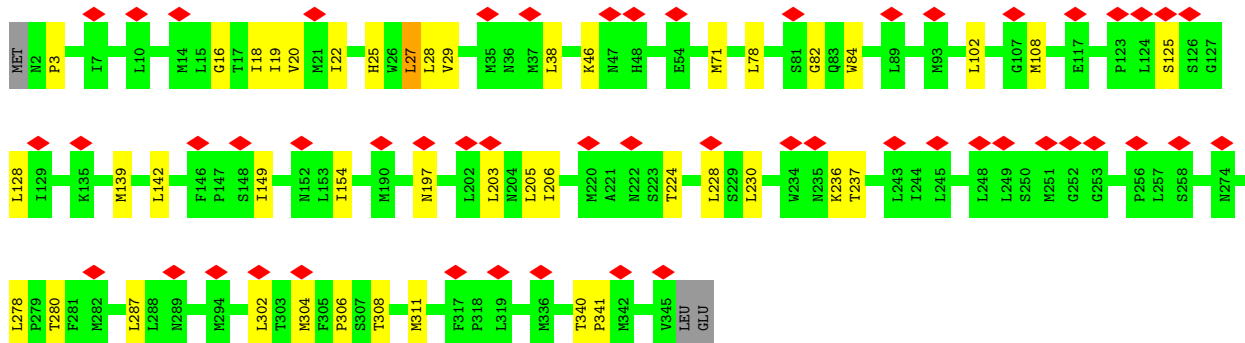 MET N2 P3 I7 L10 M14 L15 G16 T17 I18 I19 V20 M21 I22 H25 W26 L27 L28 V29 M35 N36 M37 L38 K46 N47 H48 E54 M71 L78 S81 G82 Q83 W84 L89 M93 L102 G107 M108 E117 P123 L124 S125 S126 G127
L128 I129 K135 M139 L142 F146 P147 S148 I149 N152 L153 I154 M190 N197 L202 L203 N204 L205 I206 M220 A221 N222 S223 T224 L228 S229 L230 W234 N235 K236 T237 L243 I244 L245 L248 L249 S250 M251 G252 G253 P256 L257 S258 N274
L278 P279 T280 F281 M282 L287 L288 N289 M294 L302 T303 M304 F305 P306 S307 T308 M311 F317 P318 L319 M336 T340 P341 M342 V345 LEU GLU